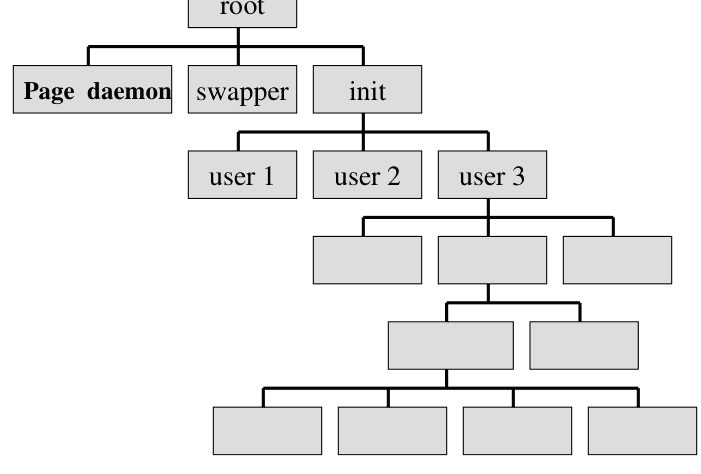 root
Page daemon
swapper
init
user 1
user 2
user 3